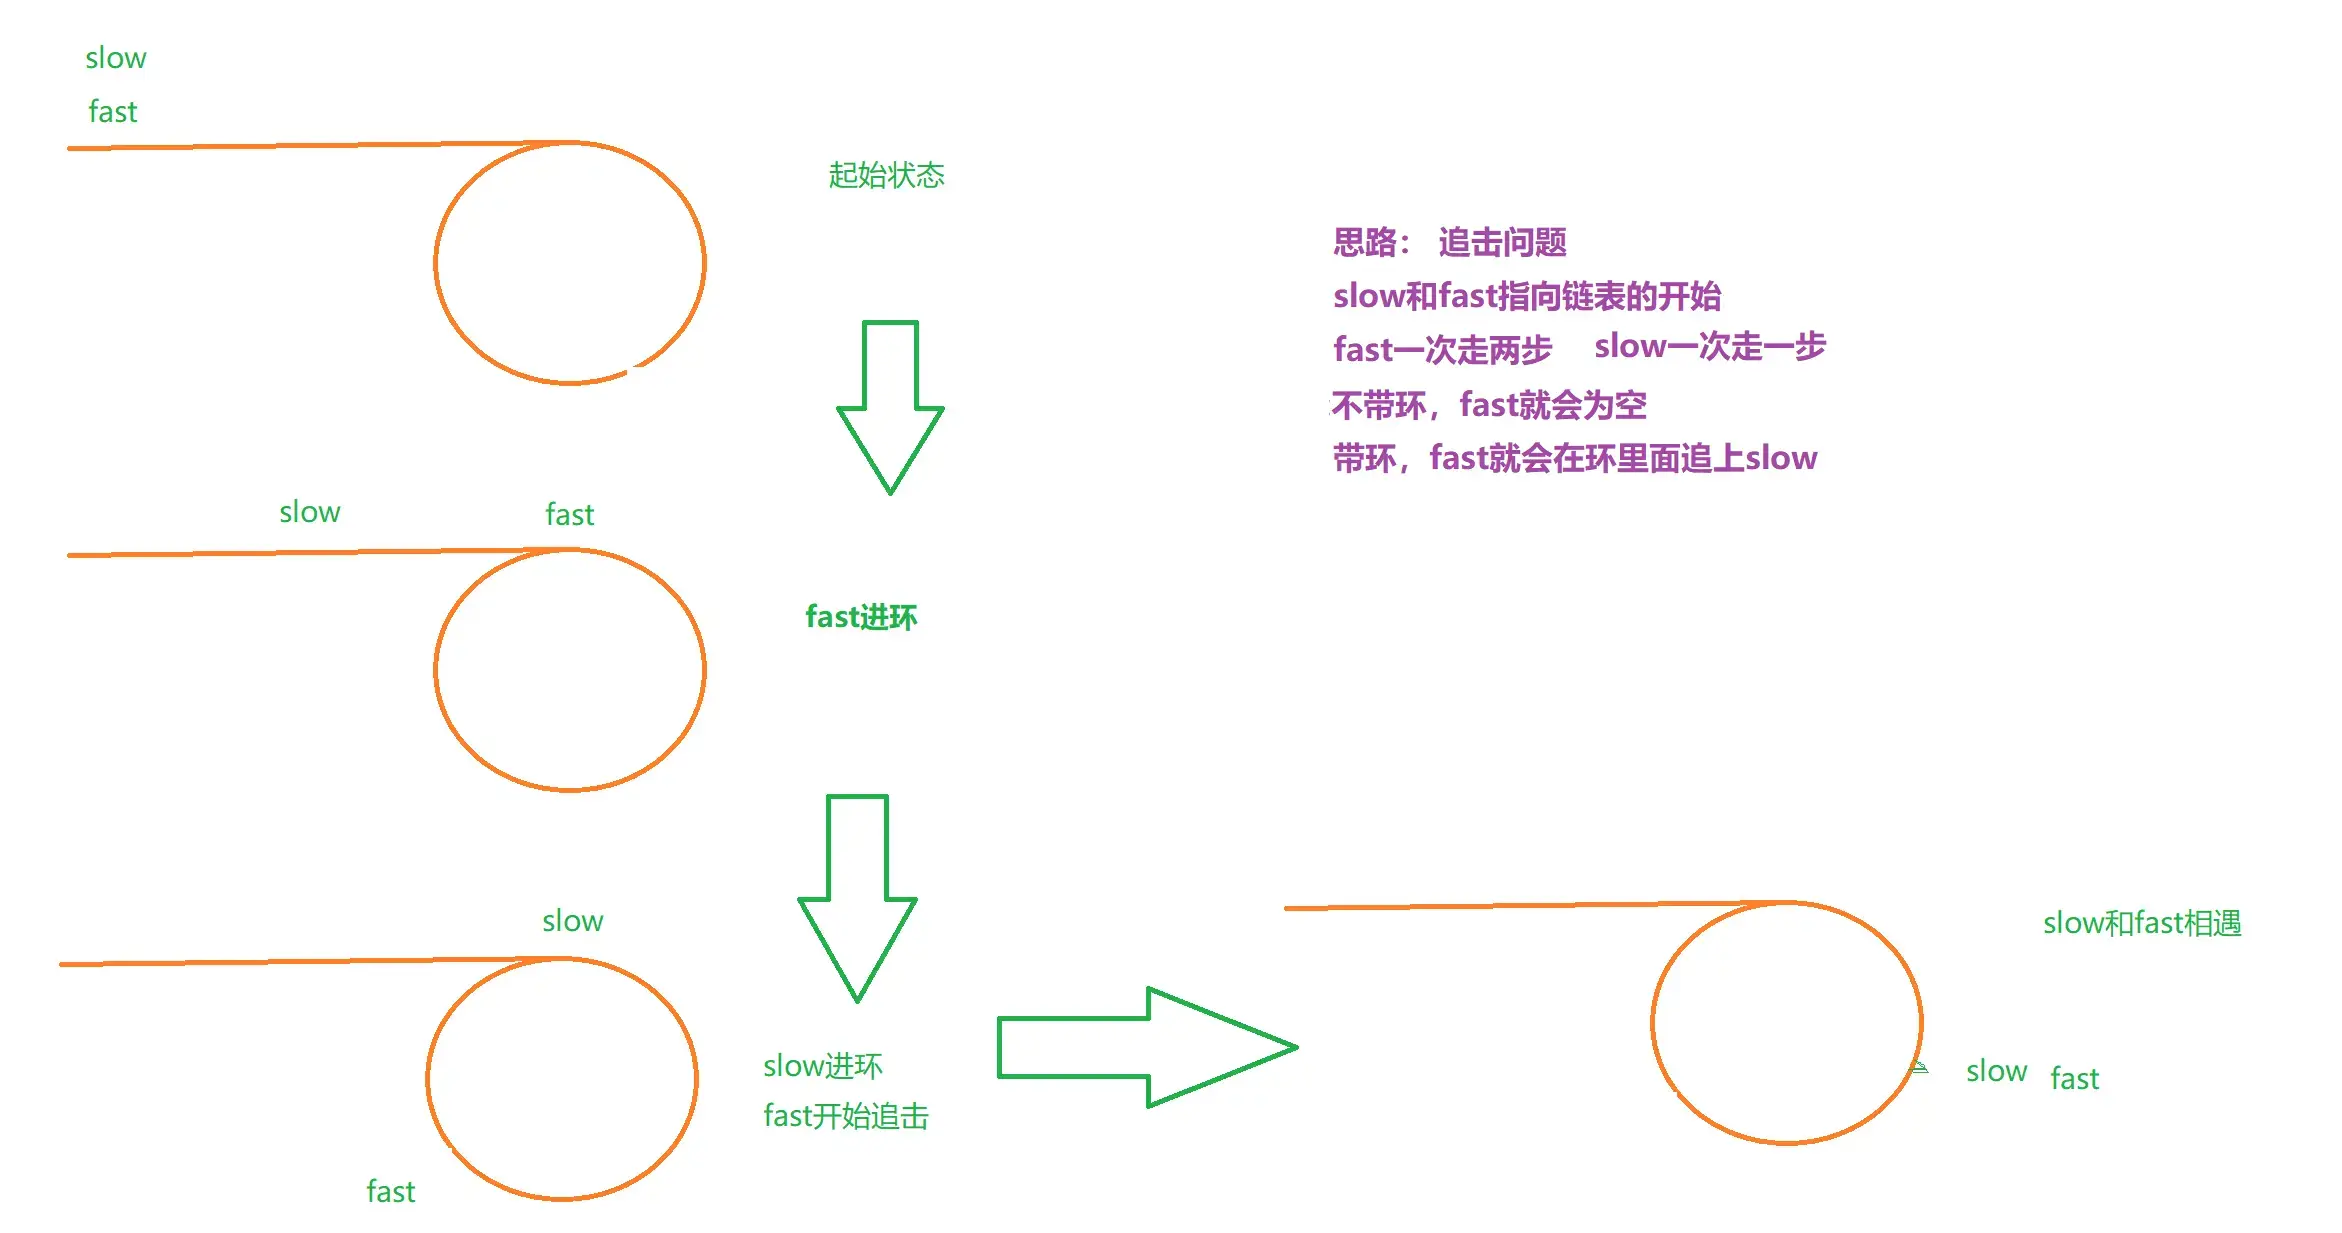 slow
fast
起始状态
思路： 追击问题
slow和fast指向链表的开始
fast一次走两步 slow一次走一步
不带环，fast就会为空
带环，fast就会在环里面追上slow
slow fast
fast进环
slow
slow进环
fast开始追击
fast
slow和fast相遇
slow fast